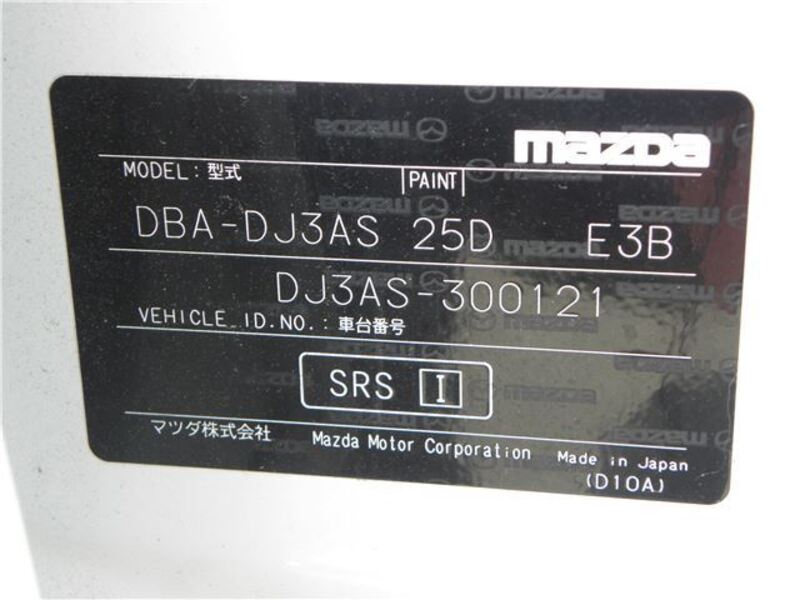 mazda
MODEL: 型式 PAINT
DBA-DJ3AS 25D E3B
DJ3AS-300121
VEHICLE ID.NO.: 車台番号
SRS I
マツダ株式会社 Mazda Motor Corporation Made in Japan
(D10A)